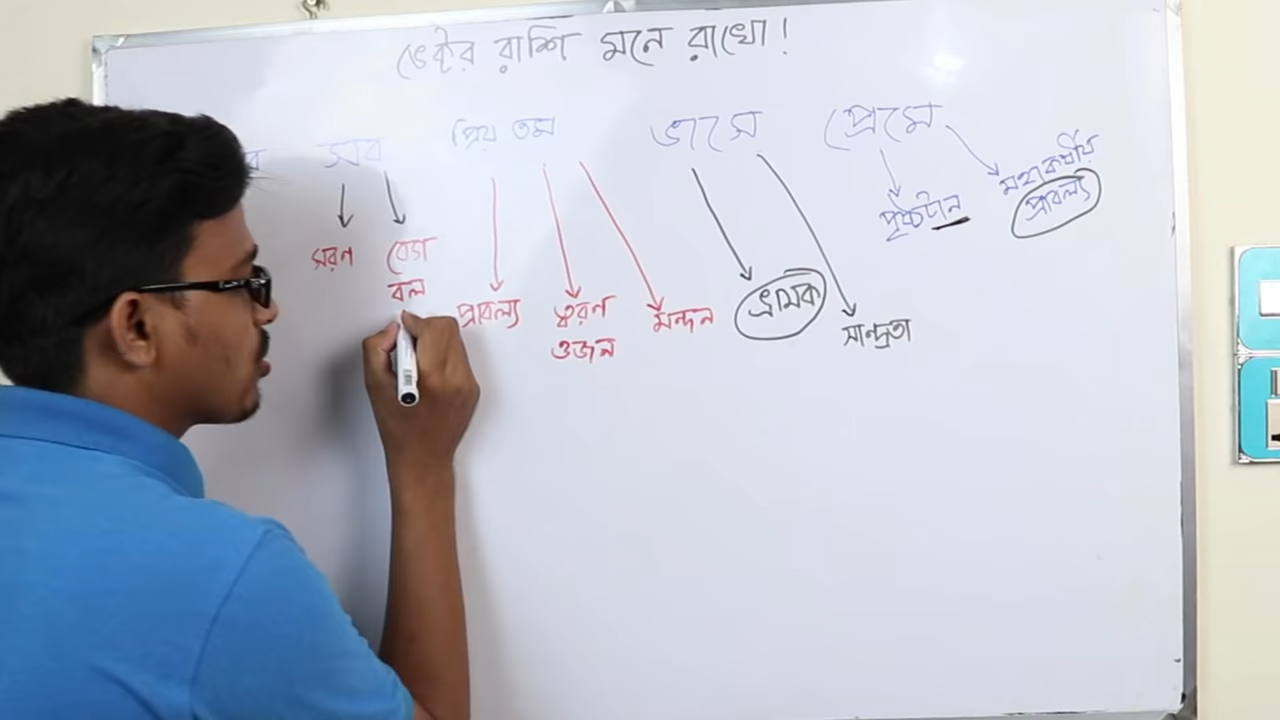 ভেক্টর রাশি মনে রাখো!
ব সব প্রিয় তম ভাসে প্রেমে
সরণ
বেগ
বল
প্রাবল্য
ত্বরণ
ওজন
মন্দন
ভ্রামক
সান্দ্রতা
পৃষ্ঠটান
মহাকর্ষীয়
প্রাবল্য